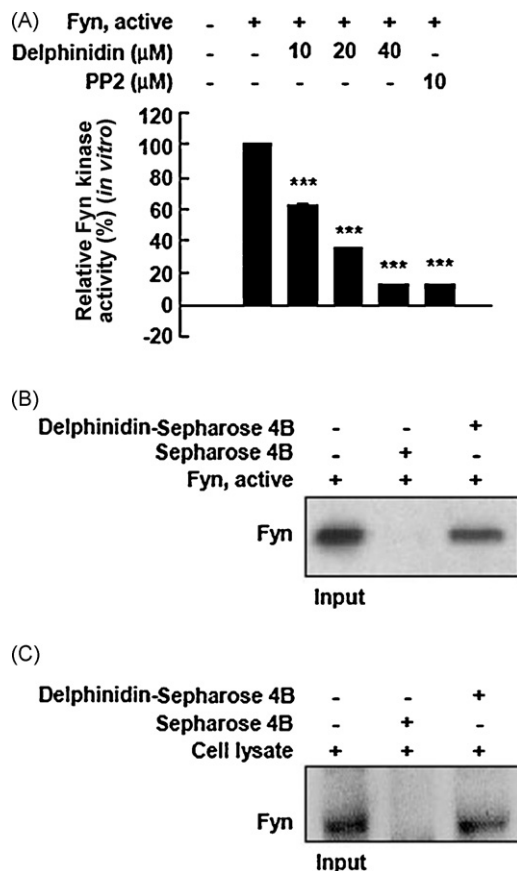 (A)
Fyn, active - + + + + +
Delphinidin (μM) - - 10 20 40 -
PP2 (μM) - - - - - 10
Relative Fyn kinase
activity (%) (in vitro)
120
100
80
60
40
20
0
-20
*** *** *** ***
(B)
Delphinidin-Sepharose 4B - - +
Sepharose 4B - + -
Fyn, active + + +
Fyn
Input
(C)
Delphinidin-Sepharose 4B - - +
Sepharose 4B - + -
Cell lysate + + +
Fyn
Input